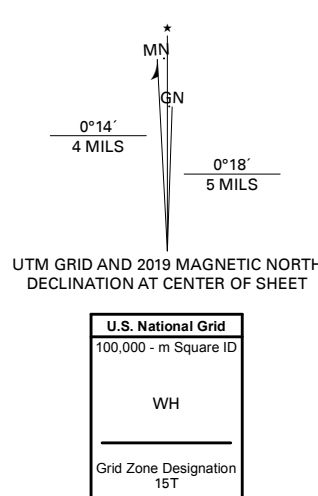 ★
MN
GN
0°14´
4 MILS
0°18´
5 MILS
UTM GRID AND 2019 MAGNETIC NORTH
DECLINATION AT CENTER OF SHEET
U.S. National Grid
100,000 - m Square ID
WH
Grid Zone Designation
15T